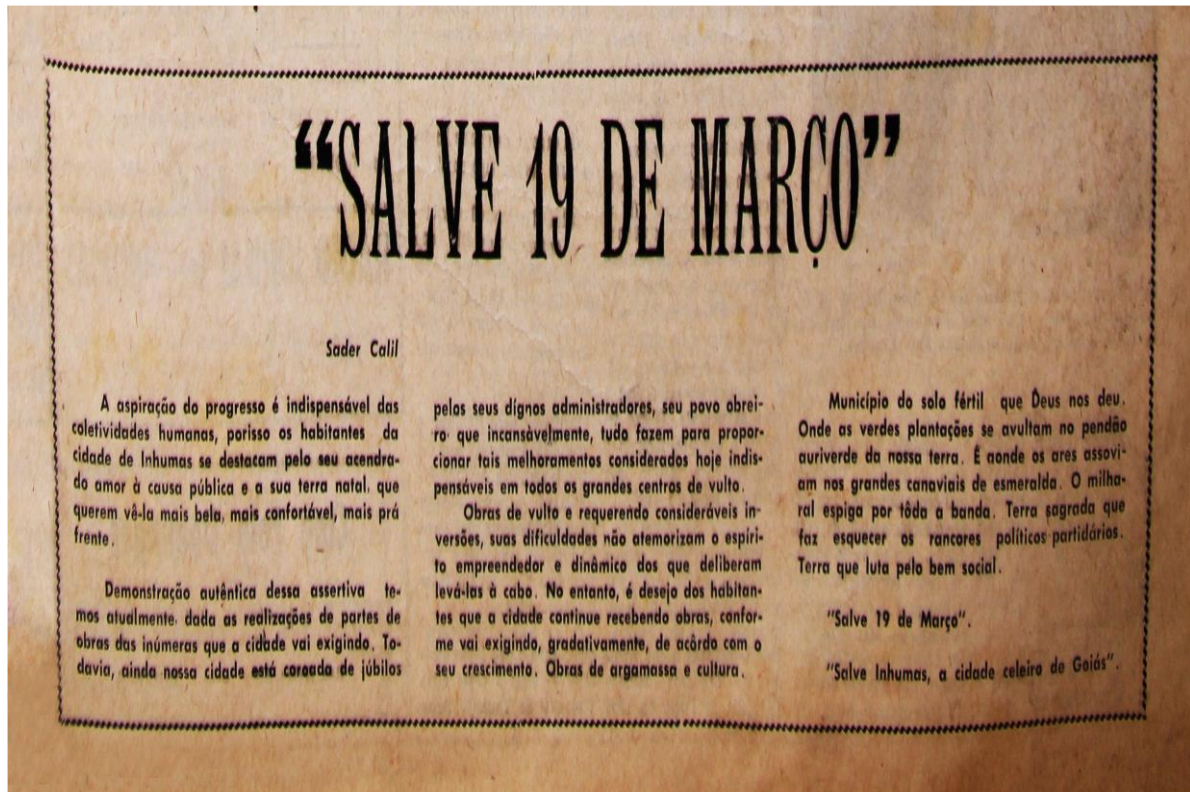 “SALVE 19 DE MARÇO”
Sader Calil
A aspiração do progresso é indispensável das
coletividades humanas, porisso os habitantes da
cidade de Inhumas se destacam pelo seu acendra-
do amor à causa pública e a sua terra natal, que
querem vê-la mais bela, mais confortável, mais prá
frente.
Demonstração autêntica dessa assertiva te-
mos atualmente, dada as realizações de partes de
obras das inúmeras que a cidade vai exigindo. To-
davia, ainda nossa cidade está coroada de júbilos
pelos seus dígnos administradores, seu povo obrei-
ro que incansàvelmente, tudo fazem para propor-
cionar tais melhoramentos considerados hoje indis-
pensáveis em todos os grandes centros de vulto.
Obras de vulto e requerendo consideráveis in-
versões, suas dificuldades não atemorizam o espíri-
to empreendedor e dinâmico dos que deliberam
levá-las à cabo. No entanto, é desejo dos habitan-
tes que a cidade continue recebendo obras, confor-
me vai exigindo, gradativamente, de acôrdo com o
seu crescimento. Obras de argamassa e cultura.
Município do solo fértil que Deus nos deu.
Onde as verdes plantações se avultam no pendão
auriverde da nossa terra. É aonde os ares assovi-
am nos grandes canaviais de esmeralda. O milha-
ral espiga por tôda a banda. Terra sagrada que
faz esquecer os rancores políticos partidários.
Terra que luta pelo bem social.
“Salve 19 de Março”.
“Salve Inhumas, a cidade celeiro de Goiás”.